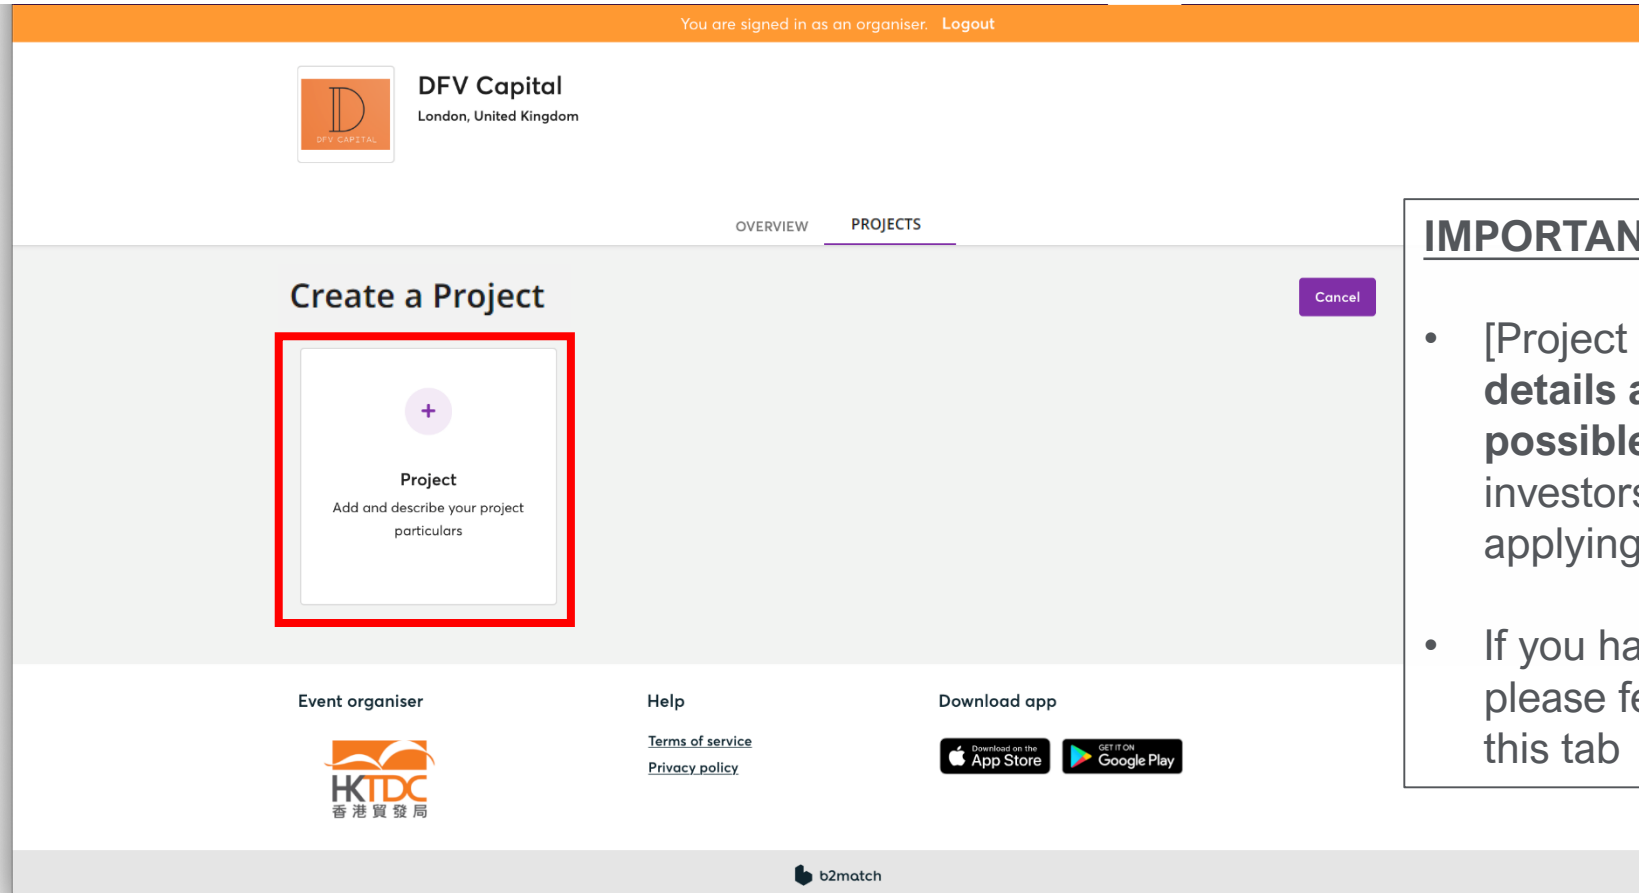 You are signed in as an organiser. Logout
DFV CAPITAL
DFV Capital
London, United Kingdom
OVERVIEW PROJECTS
Create a Project
Cancel
+
Project
Add and describe your project
particulars
IMPORTAN
• [Project
details a
possible
investors
applying
• If you ha
please fe
this tab
Event organiser
HKTDC
香港貿發局
Help
Terms of service
Privacy policy
Download app
Download on the
App Store
GET IT ON
Google Play
b2match